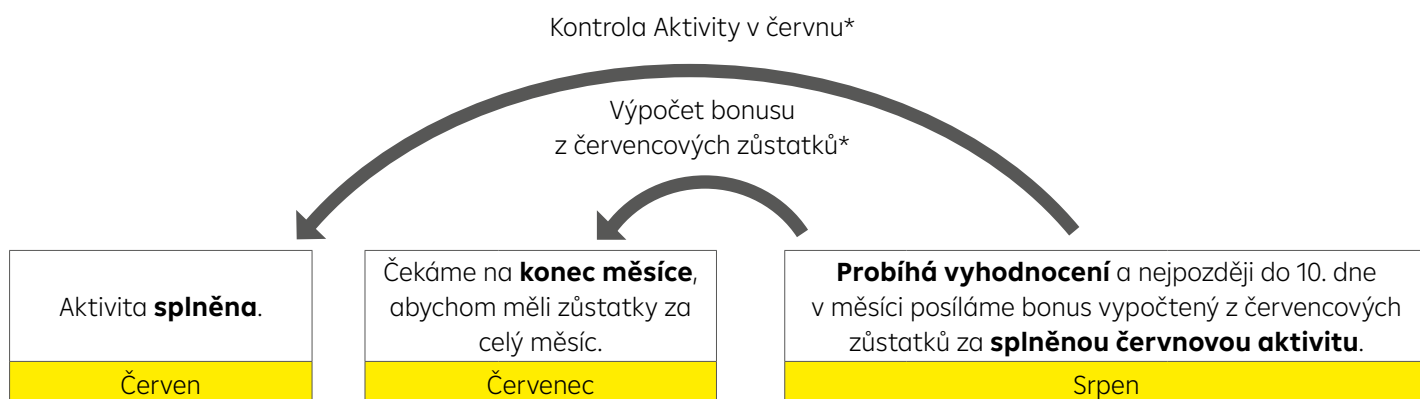 Kontrola Aktivity v červnu*
Výpočet bonusu
z červencových zůstatků*
Aktivita splněna.
Červen
Čekáme na konec měsíce,
abychom měli zůstatky za
celý měsíc.
Červenec
Probíhá vyhodnocení a nejpozději do 10. dne
v měsíci posíláme bonus vypočtený z červencových
zůstatků za splněnou červnovou aktivitu.
Srpen